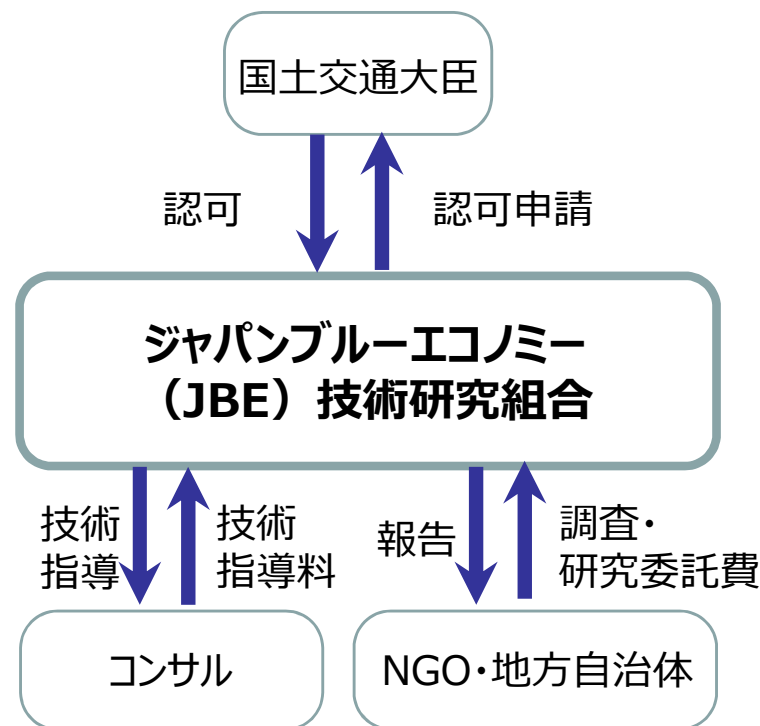 国土交通大臣
認可
認可申請
ジャパンブルーエコノミー
（JBE）技術研究組合
技術
指導
技術
指導料
報告
調査・
研究委託費
コンサル
NGO・地方自治体